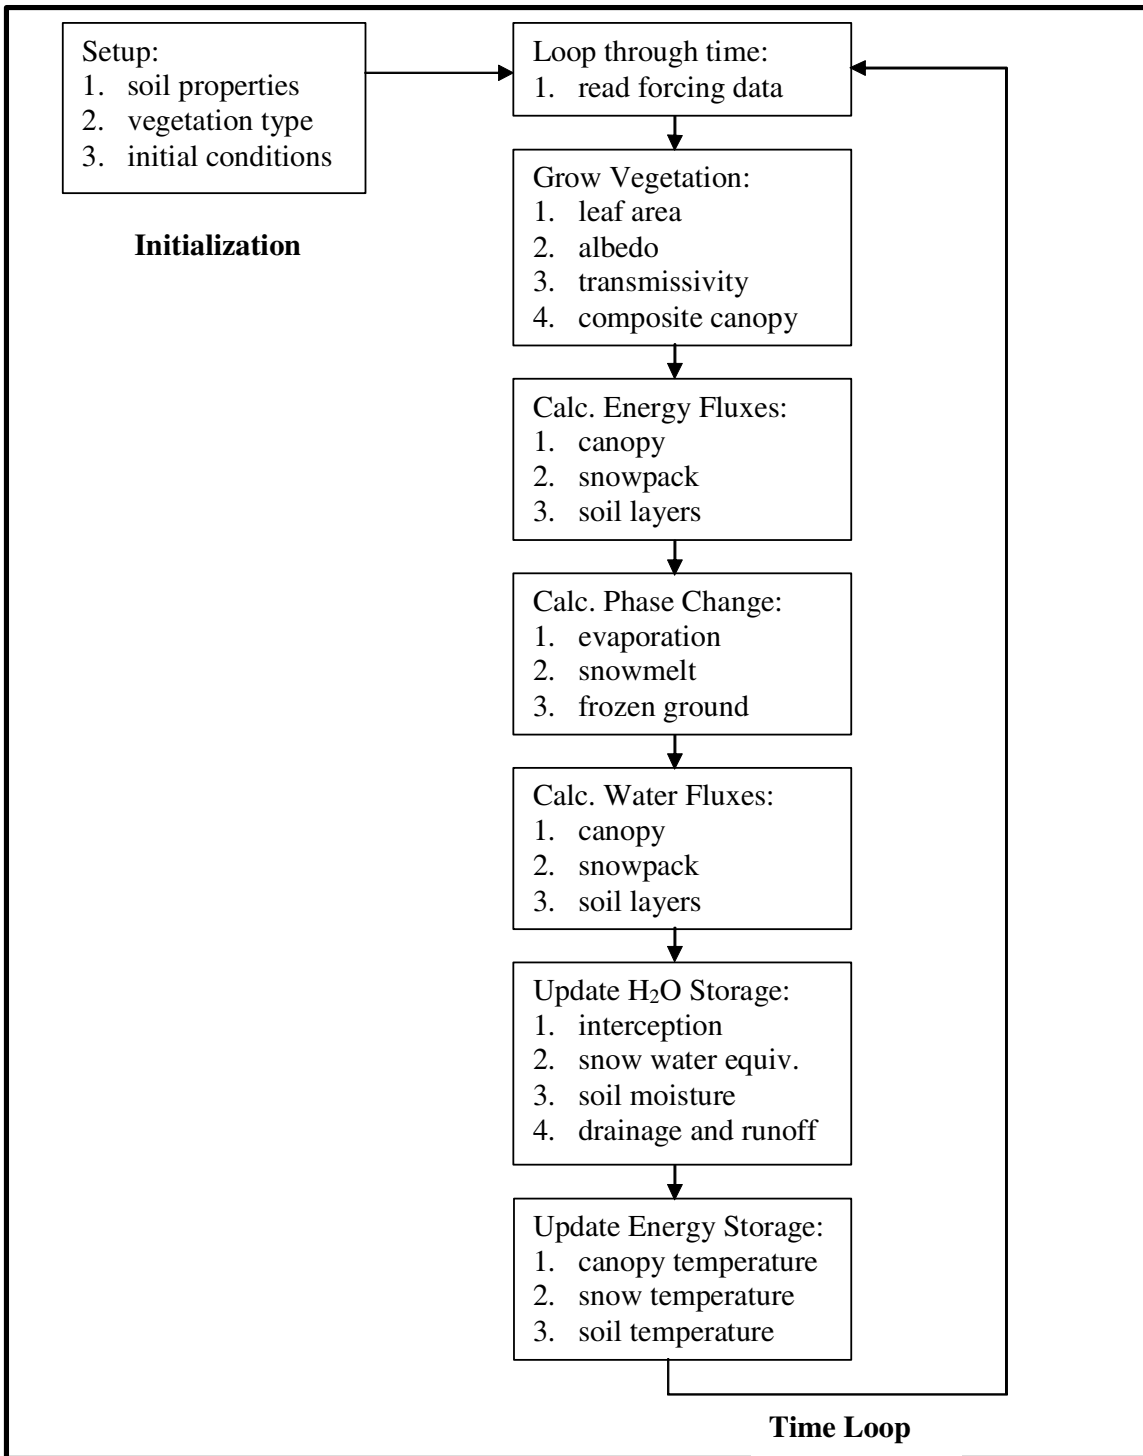 Setup:
1. soil properties
2. vegetation type
3. initial conditions
Initialization
Loop through time:
1. read forcing data
Grow Vegetation:
1. leaf area
2. albedo
3. transmissivity
4. composite canopy
Calc. Energy Fluxes:
1. canopy
2. snowpack
3. soil layers
Calc. Phase Change:
1. evaporation
2. snowmelt
3. frozen ground
Calc. Water Fluxes:
1. canopy
2. snowpack
3. soil layers
Update H₂O Storage:
1. interception
2. snow water equiv.
3. soil moisture
4. drainage and runoff
Update Energy Storage:
1. canopy temperature
2. snow temperature
3. soil temperature
Time Loop